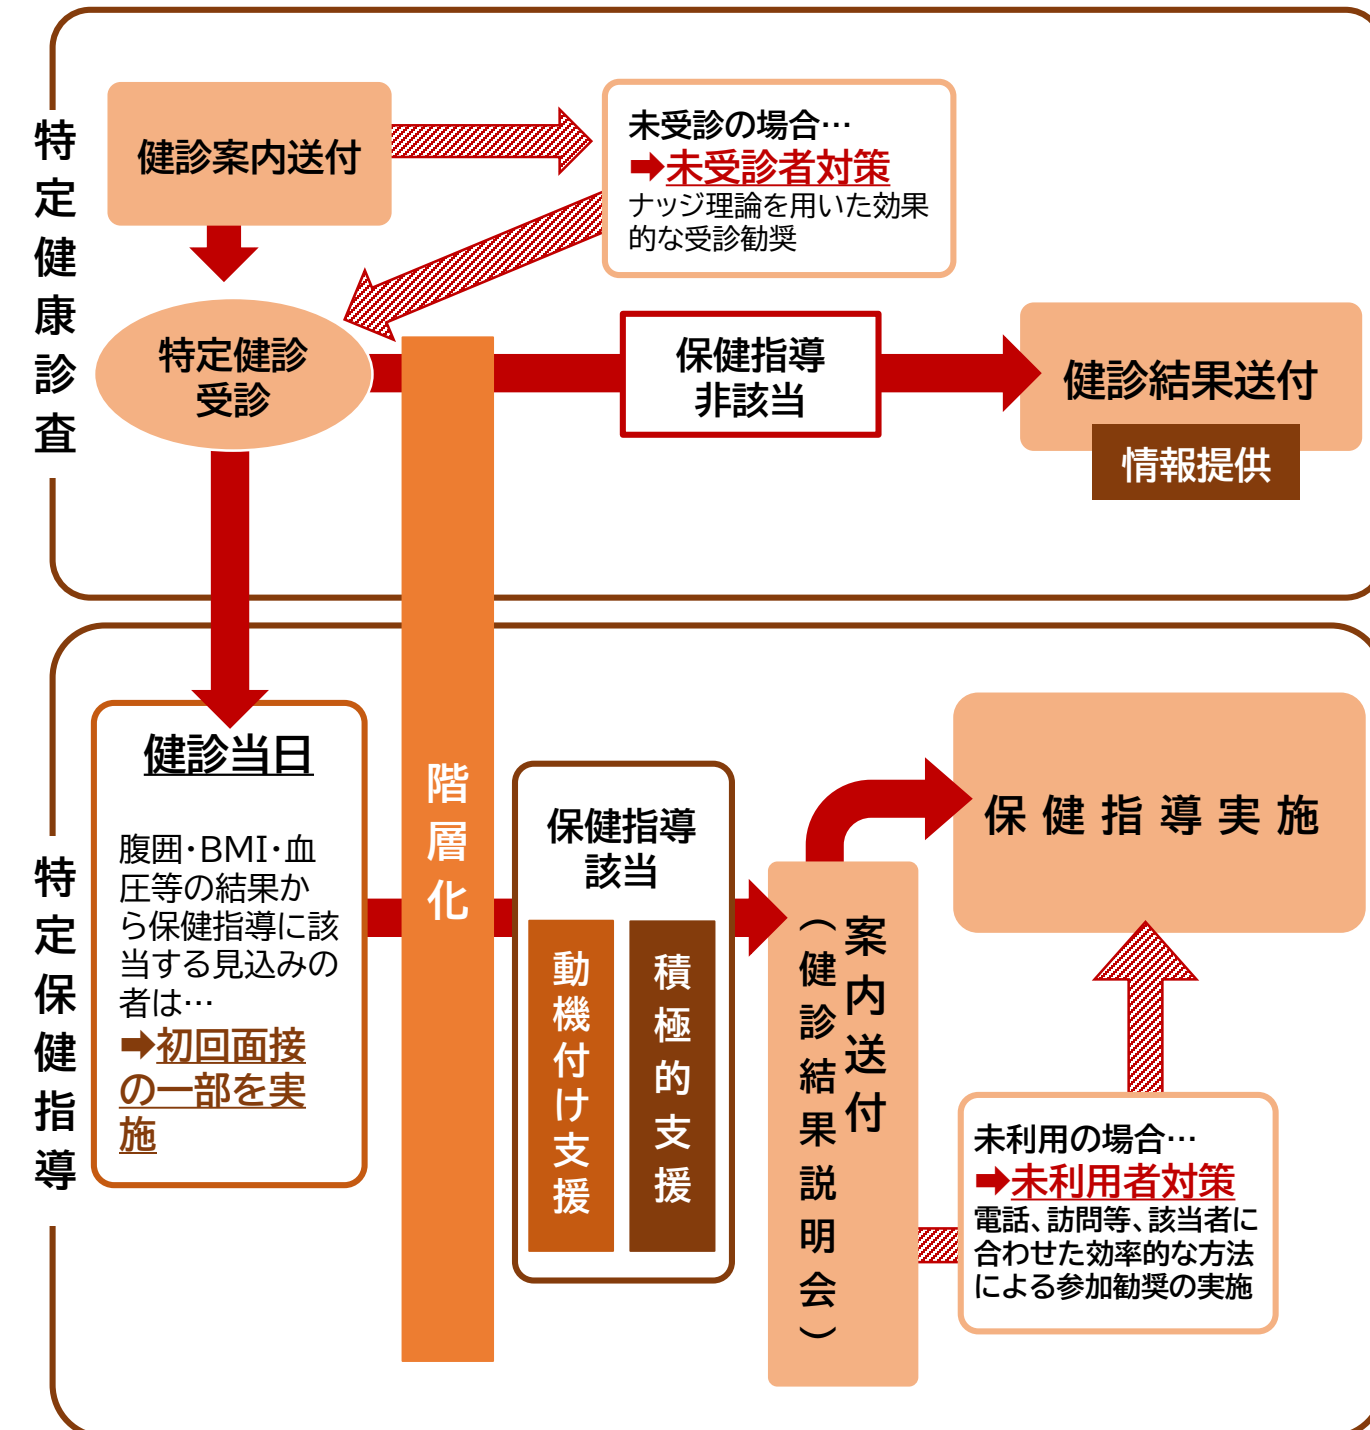 特定健康診査
健診案内送付
未受診の場合…
➡未受診者対策
ナッジ理論を用いた効果
的な受診勧奨
特定健診
受診
保健指導
非該当
健診結果送付
情報提供
階層化
特定保健指導
健診当日
腹囲・BMI・血
圧等の結果か
ら保健指導に該
当する見込みの
者は…
➡初回面接
の一部を実
施
保健指導
該当
動機付け支援
積極的支援
案内送付
（健診結果説明会）
保健指導実施
未利用の場合…
➡未利用者対策
電話、訪問等、該当者に
合わせた効率的な方法
による参加勧奨の実施